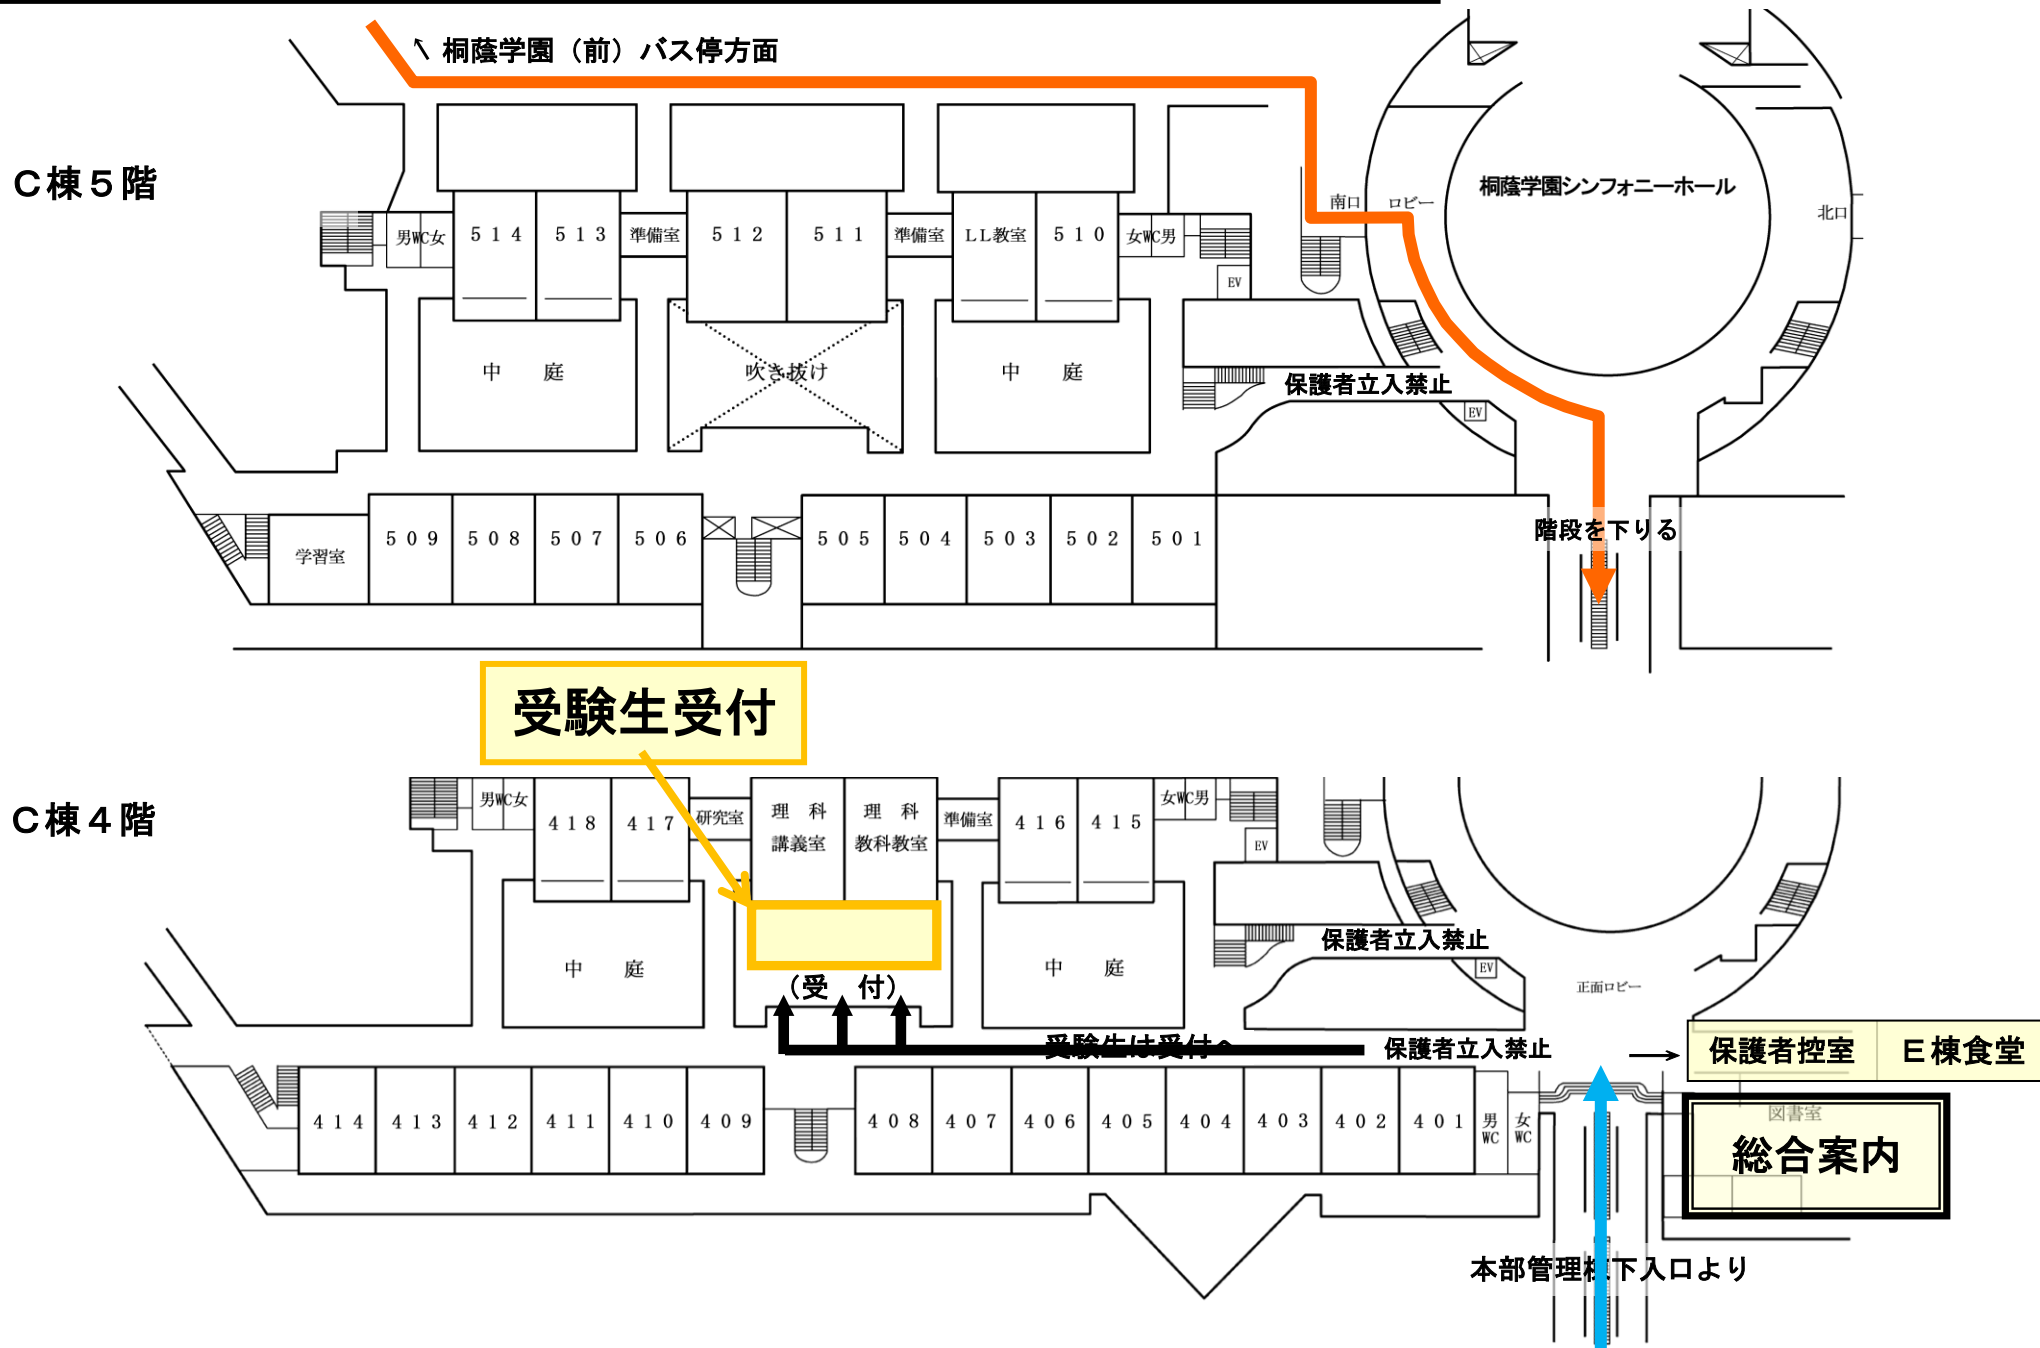 ↖ 桐蔭学園（前）バス停方面
C棟５階
桐蔭学園シンフォニーホール
南口
ロビー
北口
男WC女
５１４
５１３
準備室
５１２
５１１
準備室
LL教室
５１０
女WC男
EV
中　庭
吹き抜け
中　庭
保護者立入禁止
EV
学習室
５０９
５０８
５０７
５０６
５０５
５０４
５０３
５０２
５０１
階段を下りる
受験生受付
C棟４階
男WC女
４１８
４１７
研究室
理　科
講義室
理　科
教科教室
準備室
４１６
４１５
女WC男
EV
保護者立入禁止
中　庭
（受　付）
中　庭
EV
正面ロビー
受験生は受付へ
保護者立入禁止
→
保護者控室
E棟食堂
４１４
４１３
４１２
４１１
４１０
４０９
４０８
４０７
４０６
４０５
４０４
４０３
４０２
４０１
男
WC
女
WC
図書室
総合案内
本部管理棟下入口より